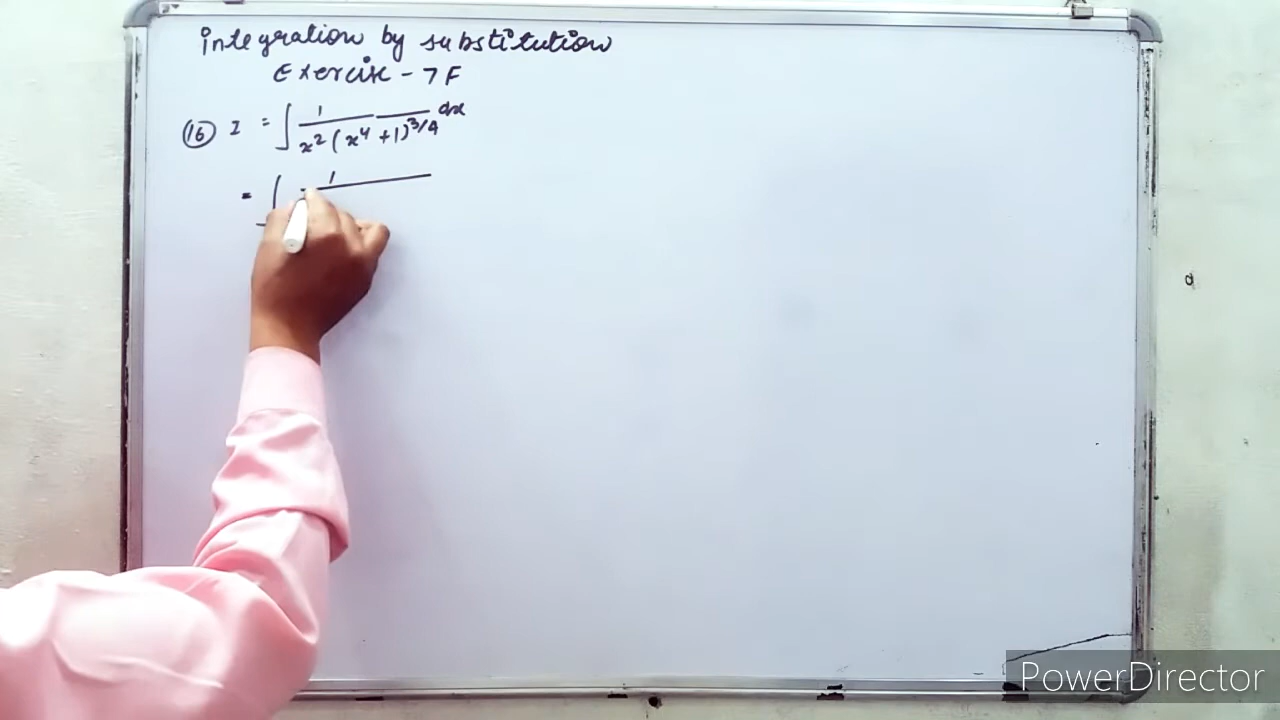 integration by substitution
Exercise - 7F
(16) I = ∫ 1 / x² (x⁴ + 1)^3/4 dx
= ∫ 1
PowerDirector